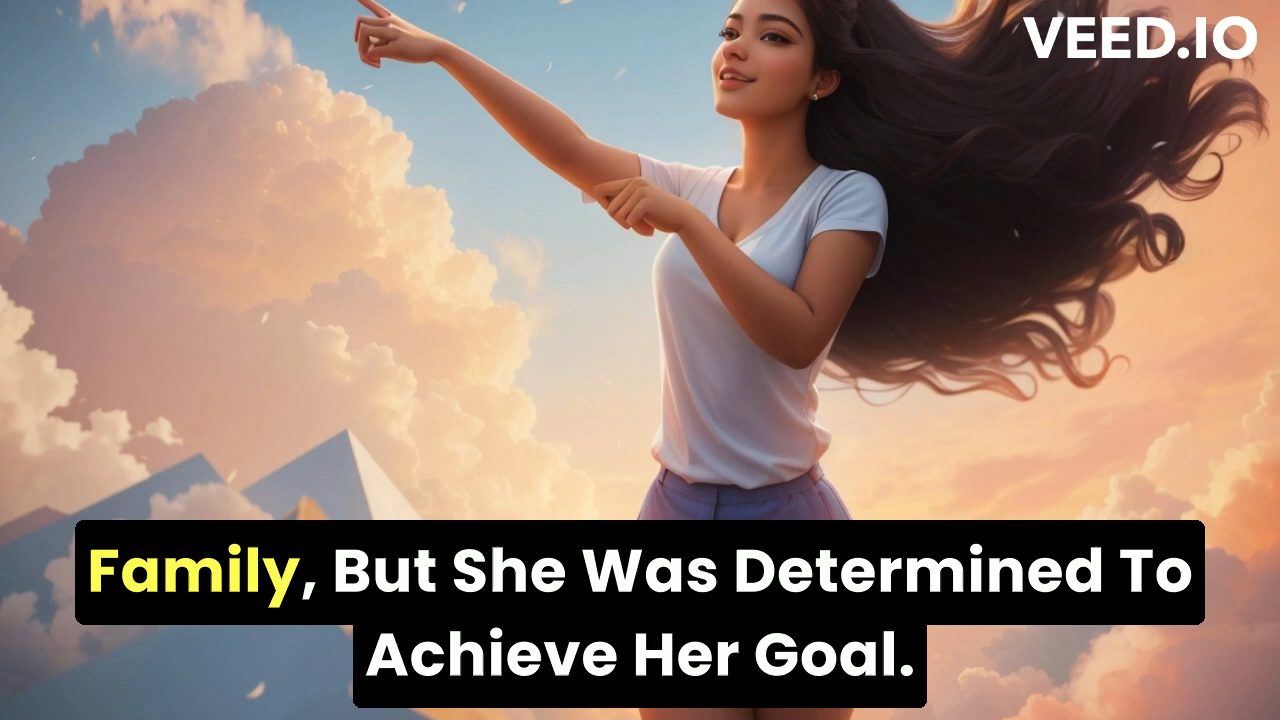 VEED.IO
Family, But She Was Determined To
Achieve Her Goal.